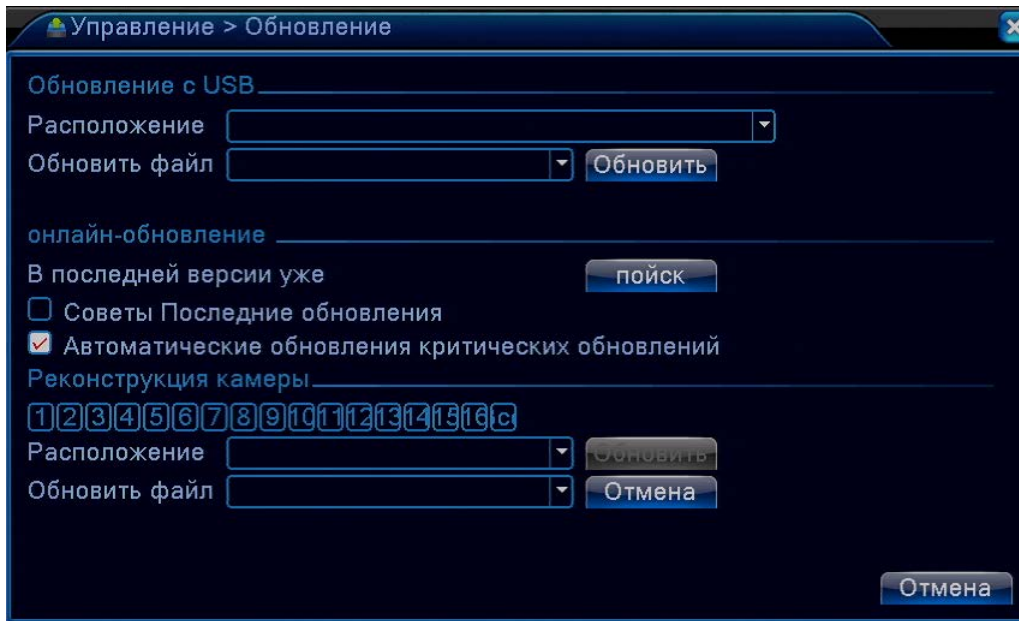 Управление > Обновление
Обновление с USB
Расположение
Обновить файл Обновить
онлайн-обновление
В последней версии уже поиск
Советы Последние обновления
Автоматические обновления критических обновлений
Реконструкция камеры
1 2 3 4 5 6 7 8 9 10 11 12 13 14 15 16
Расположение Обновить
Обновить файл Отмена
Отмена